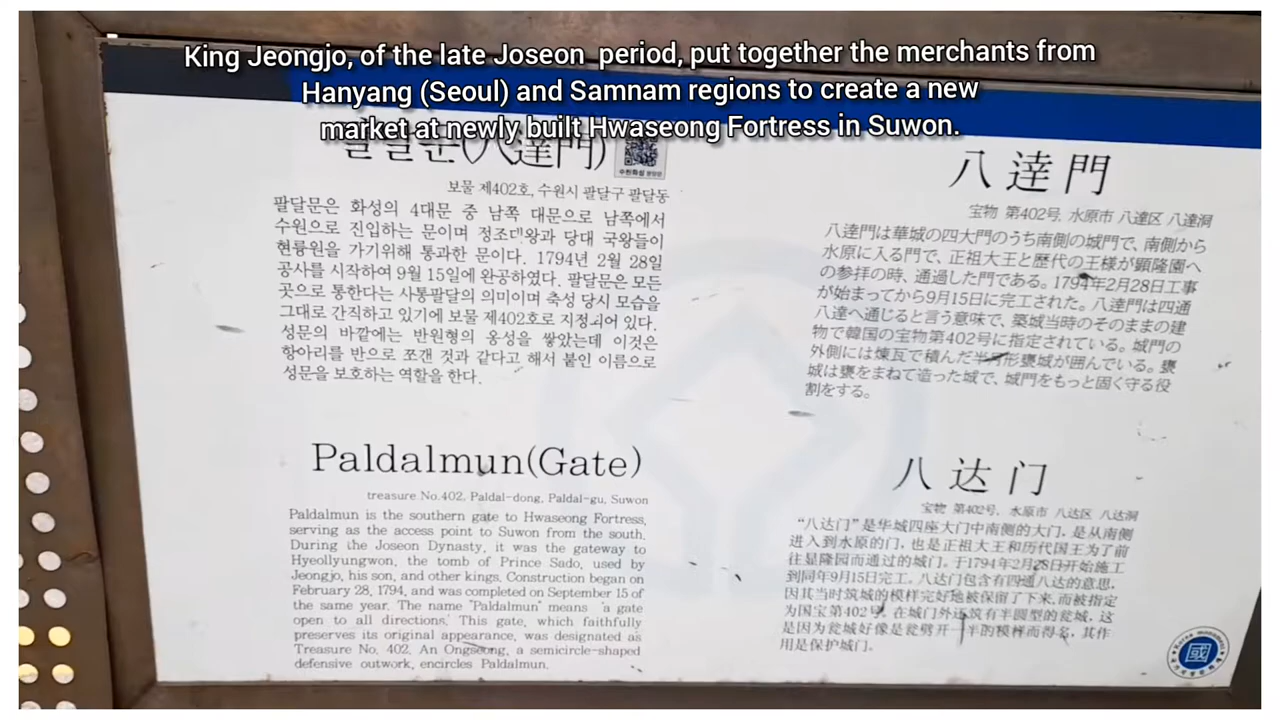 King Jeongjo, of the late Joseon period, put together the merchants from
Hanyang (Seoul) and Samnam regions to create a new
market at newly built Hwaseong Fortress in Suwon.
팔달문(八達門)
수원화성
보물 제402호, 수원시 팔달구 팔달동
팔달문은 화성의 4대문 중 남쪽 대문으로 남쪽에서
수원으로 진입하는 문이며 정조대왕과 당대 국왕들이
현륭원을 가기위해 통과한 문이다. 1794년 2월 28일
공사를 시작하여 9월 15일에 완공하였다. 팔달문은 모든
곳으로 통한다는 사통팔달의 의미이며 축성 당시 모습을
그대로 간직하고 있기에 보물 제402호로 지정되어 있다.
성문의 바깥에는 반원형의 옹성을 쌓았는데 이것은
항아리를 반으로 쪼갠 것과 같다고 해서 붙인 이름으로
성문을 보호하는 역할을 한다.
八達門
宝物 第402号, 水原市 八達区 八達洞
八達門は華城の四大門のうち南側の城門で、南側から
水原に入る門で、正祖大王と歴代の王様が顕隆園へ
の参拝の時、通過した門である。1794年2月28日工事
が始まってから9月15日に完工された。八達門は四通
八達へ通じると言う意味で、築城当時のそのままの建
物で韓国の宝物第402号に指定されている。城門の
外側には煉瓦で積んだ半円形甕城が囲んでいる。甕
城は甕をまねて造った城で、城門をもっと固く守る役
割をする。
Paldalmun(Gate)
treasure No.402, Paldal-dong, Paldal-gu, Suwon
Paldalmun is the southern gate to Hwaseong Fortress,
serving as the access point to Suwon from the south.
During the Joseon Dynasty, it was the gateway to
Hyeollyungwon, the tomb of Prince Sado, used by
Jeongjo, his son, and other kings. Construction began on
February 28, 1794, and was completed on September 15 of
the same year. The name "Paldalmun" means 'a gate
open to all directions.' This gate, which faithfully
preserves its original appearance, was designated as
Treasure No. 402. An Ongseong, a semicircle-shaped
defensive outwork, encircles Paldalmun.
八达门
宝物 第402号, 水原市 八达区 八达洞
“八达门”是华城四座大门中南侧的大门，是从南侧
进入到水原的门，也是正祖大王和历代国王为了前
往显隆园而通过的城门。于1794年2月28日开始施工
到同年9月15日完工。八达门包含有四通八达的意思，
因其当时筑城的模样完好地被保留了下来，而被指定
为国宝第402号。在城门外还筑有半圆型的瓮城，这
是因为瓮城好像是瓮劈开一半的模样而得名，其作
用是保护城门。
國